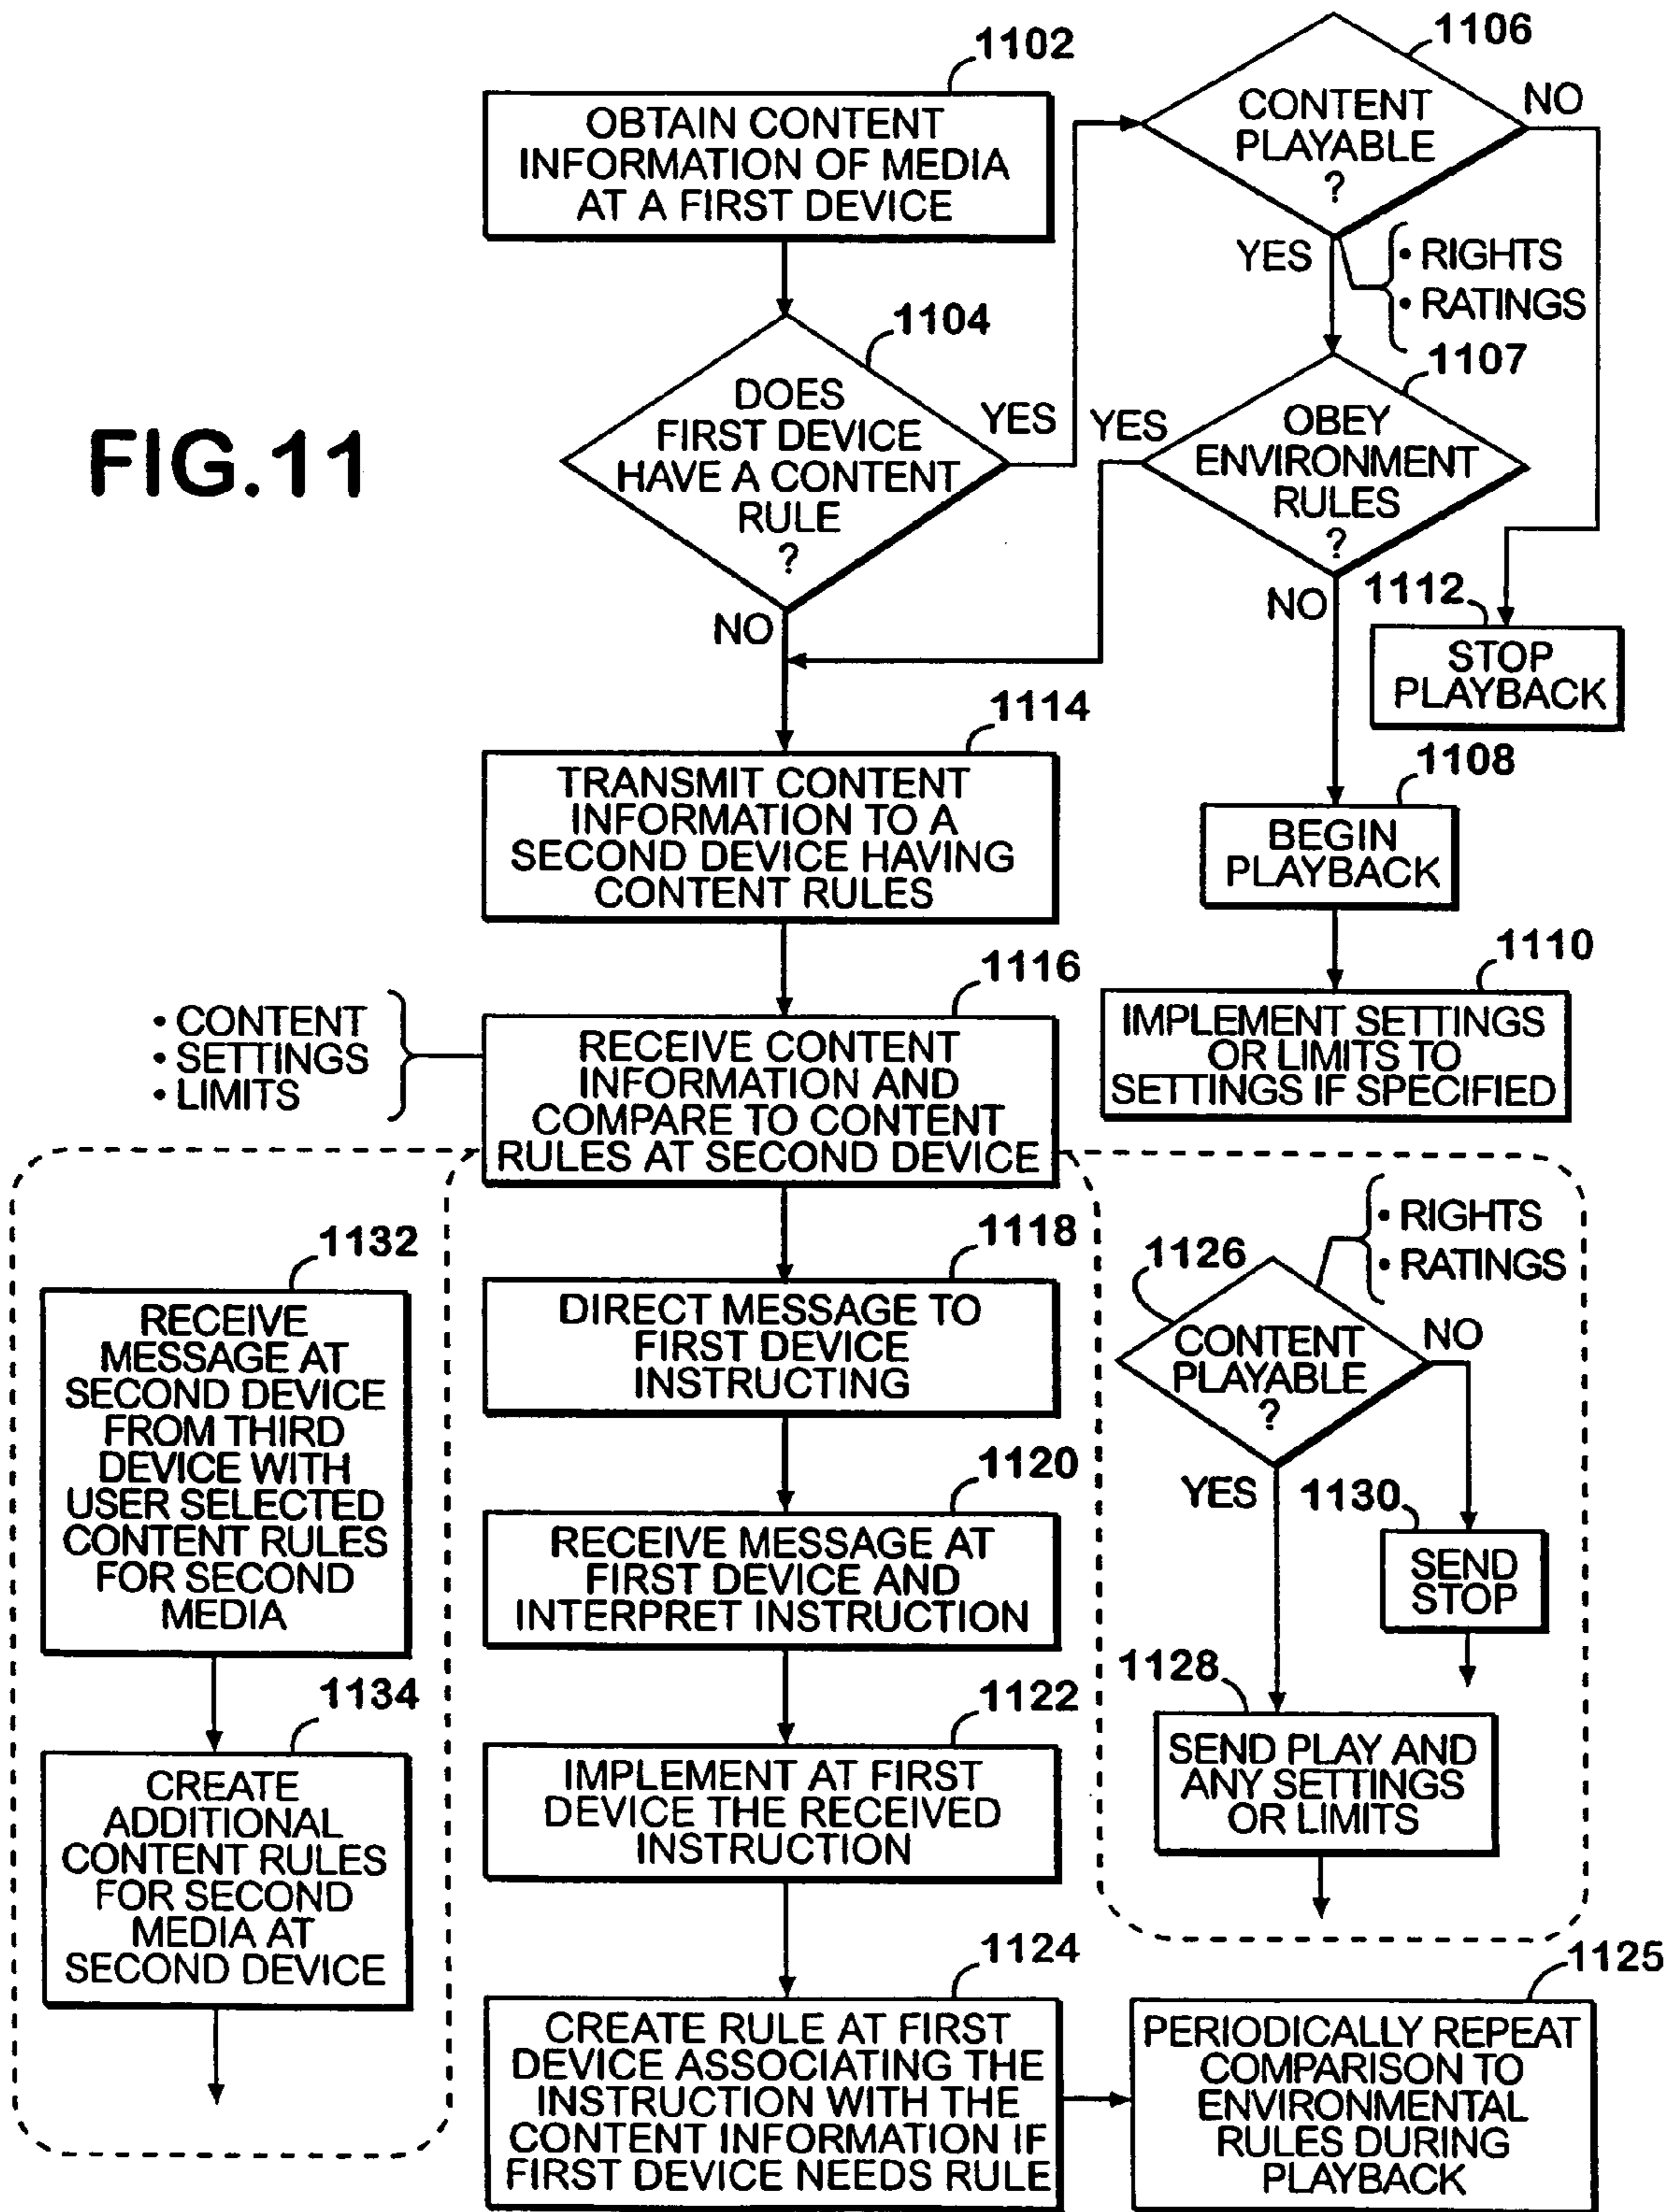 FIG.11
1102
OBTAIN CONTENT
INFORMATION OF MEDIA
AT A FIRST DEVICE
1104
DOES
FIRST DEVICE
HAVE A CONTENT
RULE
?
YES
NO
1106
CONTENT
PLAYABLE
?
NO
YES
• RIGHTS
• RATINGS
1107
OBEY
ENVIRONMENT
RULES
?
YES
NO
1112
STOP
PLAYBACK
1108
BEGIN
PLAYBACK
1110
IMPLEMENT SETTINGS
OR LIMITS TO
SETTINGS IF SPECIFIED
1114
TRANSMIT CONTENT
INFORMATION TO A
SECOND DEVICE HAVING
CONTENT RULES
1116
• CONTENT
• SETTINGS
• LIMITS
RECEIVE CONTENT
INFORMATION AND
COMPARE TO CONTENT
RULES AT SECOND DEVICE
1118
DIRECT MESSAGE TO
FIRST DEVICE
INSTRUCTING
1120
RECEIVE MESSAGE AT
FIRST DEVICE AND
INTERPRET INSTRUCTION
1122
IMPLEMENT AT FIRST
DEVICE THE RECEIVED
INSTRUCTION
1124
CREATE RULE AT FIRST
DEVICE ASSOCIATING THE
INSTRUCTION WITH THE
CONTENT INFORMATION IF
FIRST DEVICE NEEDS RULE
1125
PERIODICALLY REPEAT
COMPARISON TO
ENVIRONMENTAL
RULES DURING
PLAYBACK
1126
• RIGHTS
• RATINGS
CONTENT
PLAYABLE
?
NO
YES
1130
SEND
STOP
1128
SEND PLAY AND
ANY SETTINGS
OR LIMITS
1132
RECEIVE
MESSAGE AT
SECOND DEVICE
FROM THIRD
DEVICE WITH
USER SELECTED
CONTENT RULES
FOR SECOND
MEDIA
1134
CREATE
ADDITIONAL
CONTENT RULES
FOR SECOND
MEDIA AT
SECOND DEVICE